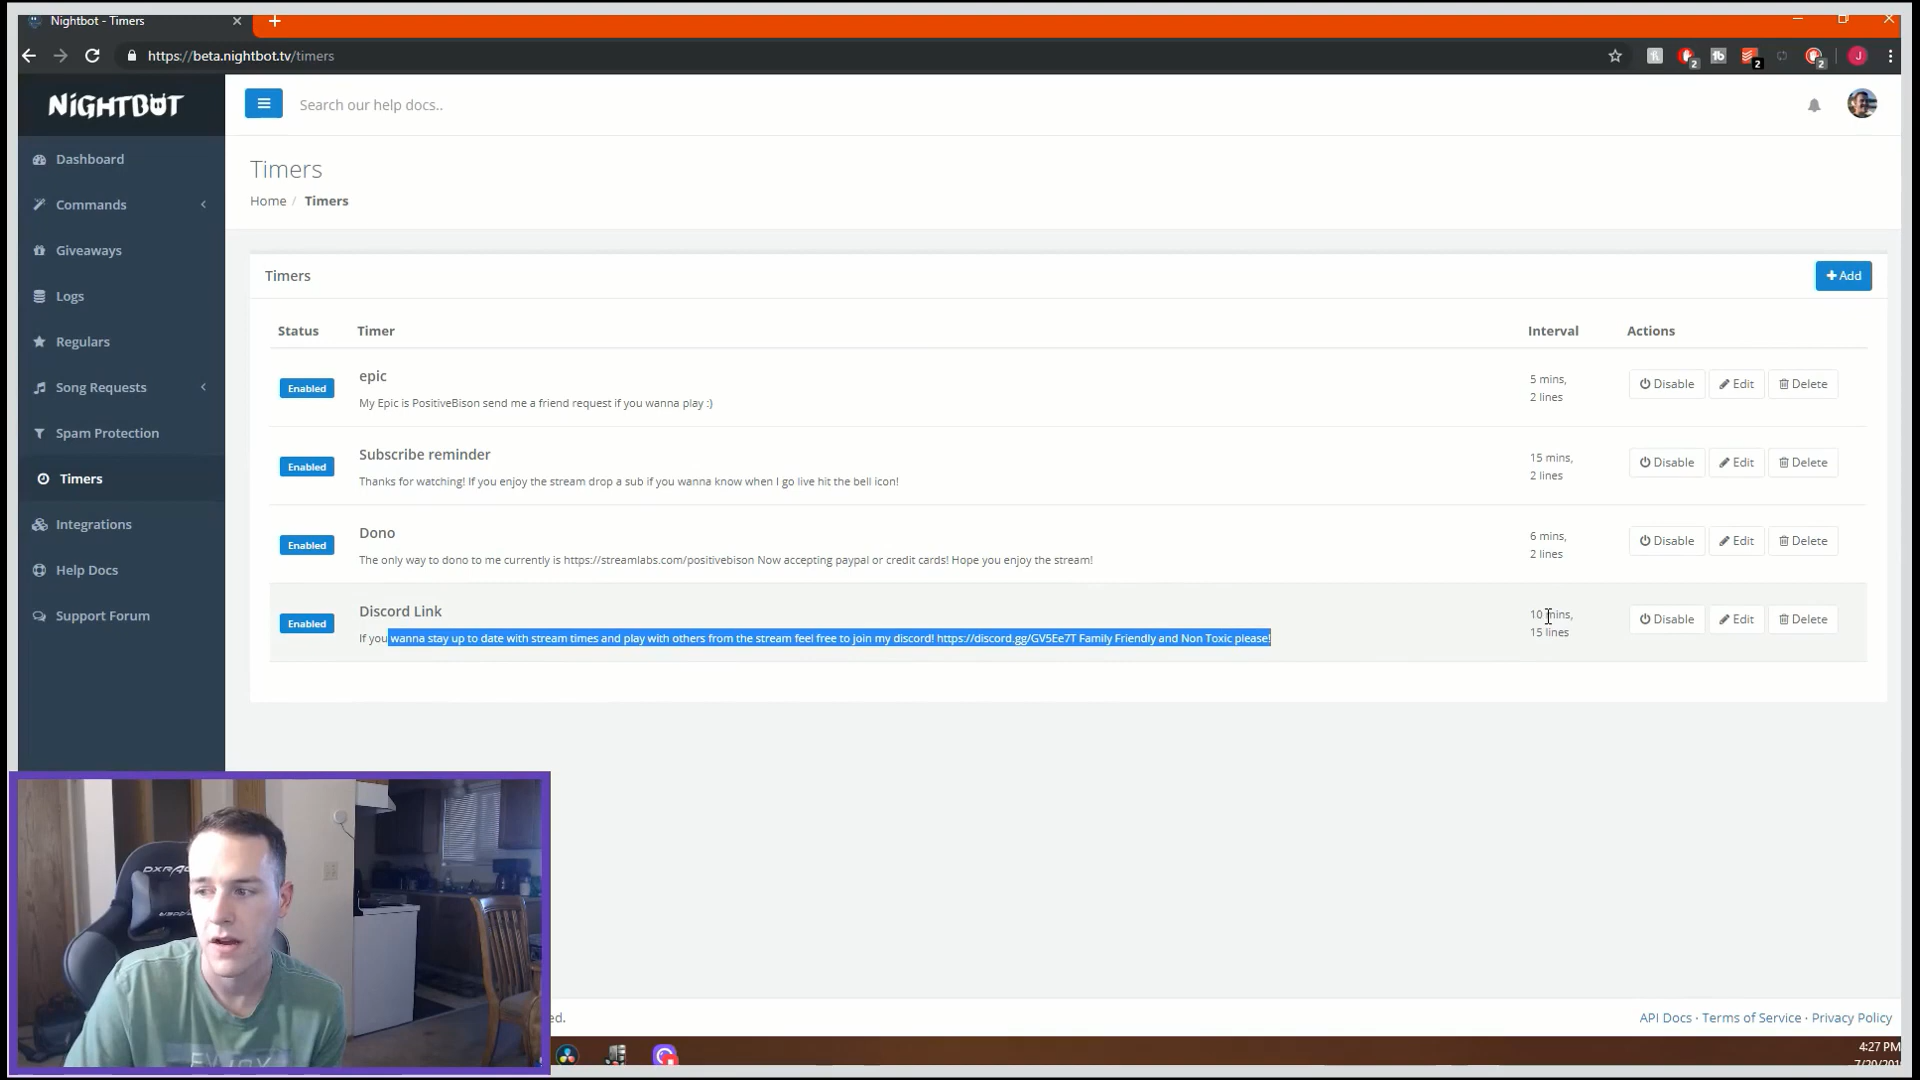 Nightbot - Timers
https://beta.nightbot.tv/timers
2
2
2
J
NiGHTBOT
Search our help docs..
Dashboard
Commands
Giveaways
Logs
Regulars
Song Requests
Spam Protection
Timers
Integrations
Help Docs
Support Forum
Timers
Home / Timers
Timers
Add
Status Timer Interval Actions
Enabled
epic
My Epic is PositiveBison send me a friend request if you wanna play :)
5 mins,
2 lines
Disable Edit Delete
Enabled
Subscribe reminder
Thanks for watching! If you enjoy the stream drop a sub if you wanna know when I go live hit the bell icon!
15 mins,
2 lines
Disable Edit Delete
Enabled
Dono
The only way to dono to me currently is https://streamlabs.com/positivebison Now accepting paypal or credit cards! Hope you enjoy the stream!
6 mins,
2 lines
Disable Edit Delete
Enabled
Discord Link
If you wanna stay up to date with stream times and play with others from the stream feel free to join my discord! https://discord.gg/GV5Ee7T Family Friendly and Non Toxic please!
10 mins,
15 lines
Disable Edit Delete
ed.
API Docs · Terms of Service · Privacy Policy
4:27 PM